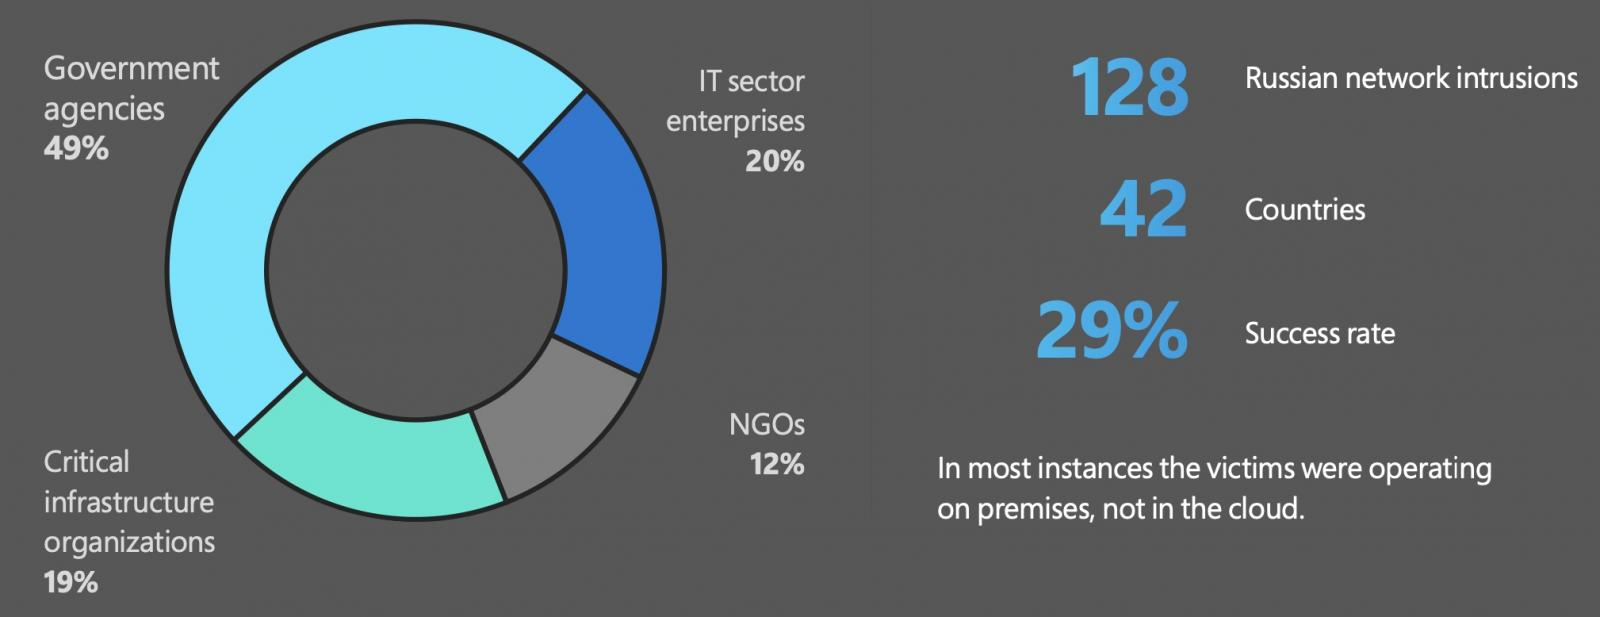 Government
agencies
49%
IT sector
enterprises
20%
NGOs
12%
Critical
infrastructure
organizations
19%
128 Russian network intrusions
42 Countries
29% Success rate
In most instances the victims were operating
on premises, not in the cloud.